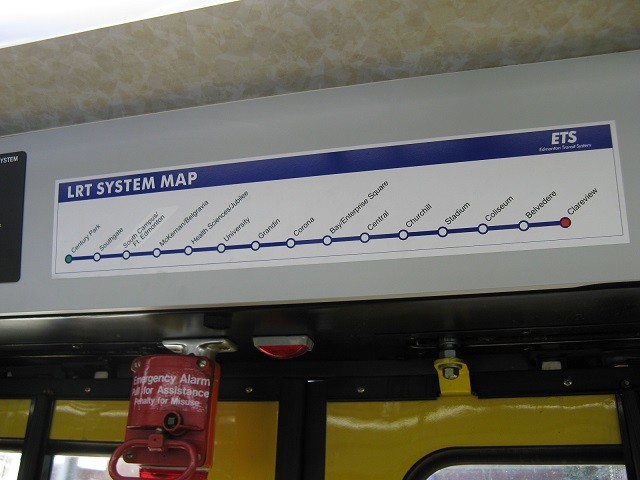 YSTEM
LRT SYSTEM MAP
ETS
Edmonton Transit System
Century Park
Southgate
South Campus/
Ft. Edmonton
McKernan/Belgravia
Health Sciences/Jubilee
University
Grandin
Corona
Bay/Enterprise Square
Central
Churchill
Stadium
Coliseum
Belvedere
Clareview
Emergency Alarm
Pull for Assistance
Penalty for Misuse